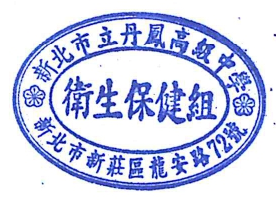 新北市立丹鳳高級中學
衛生保健組
新北市新莊區龍安路72號